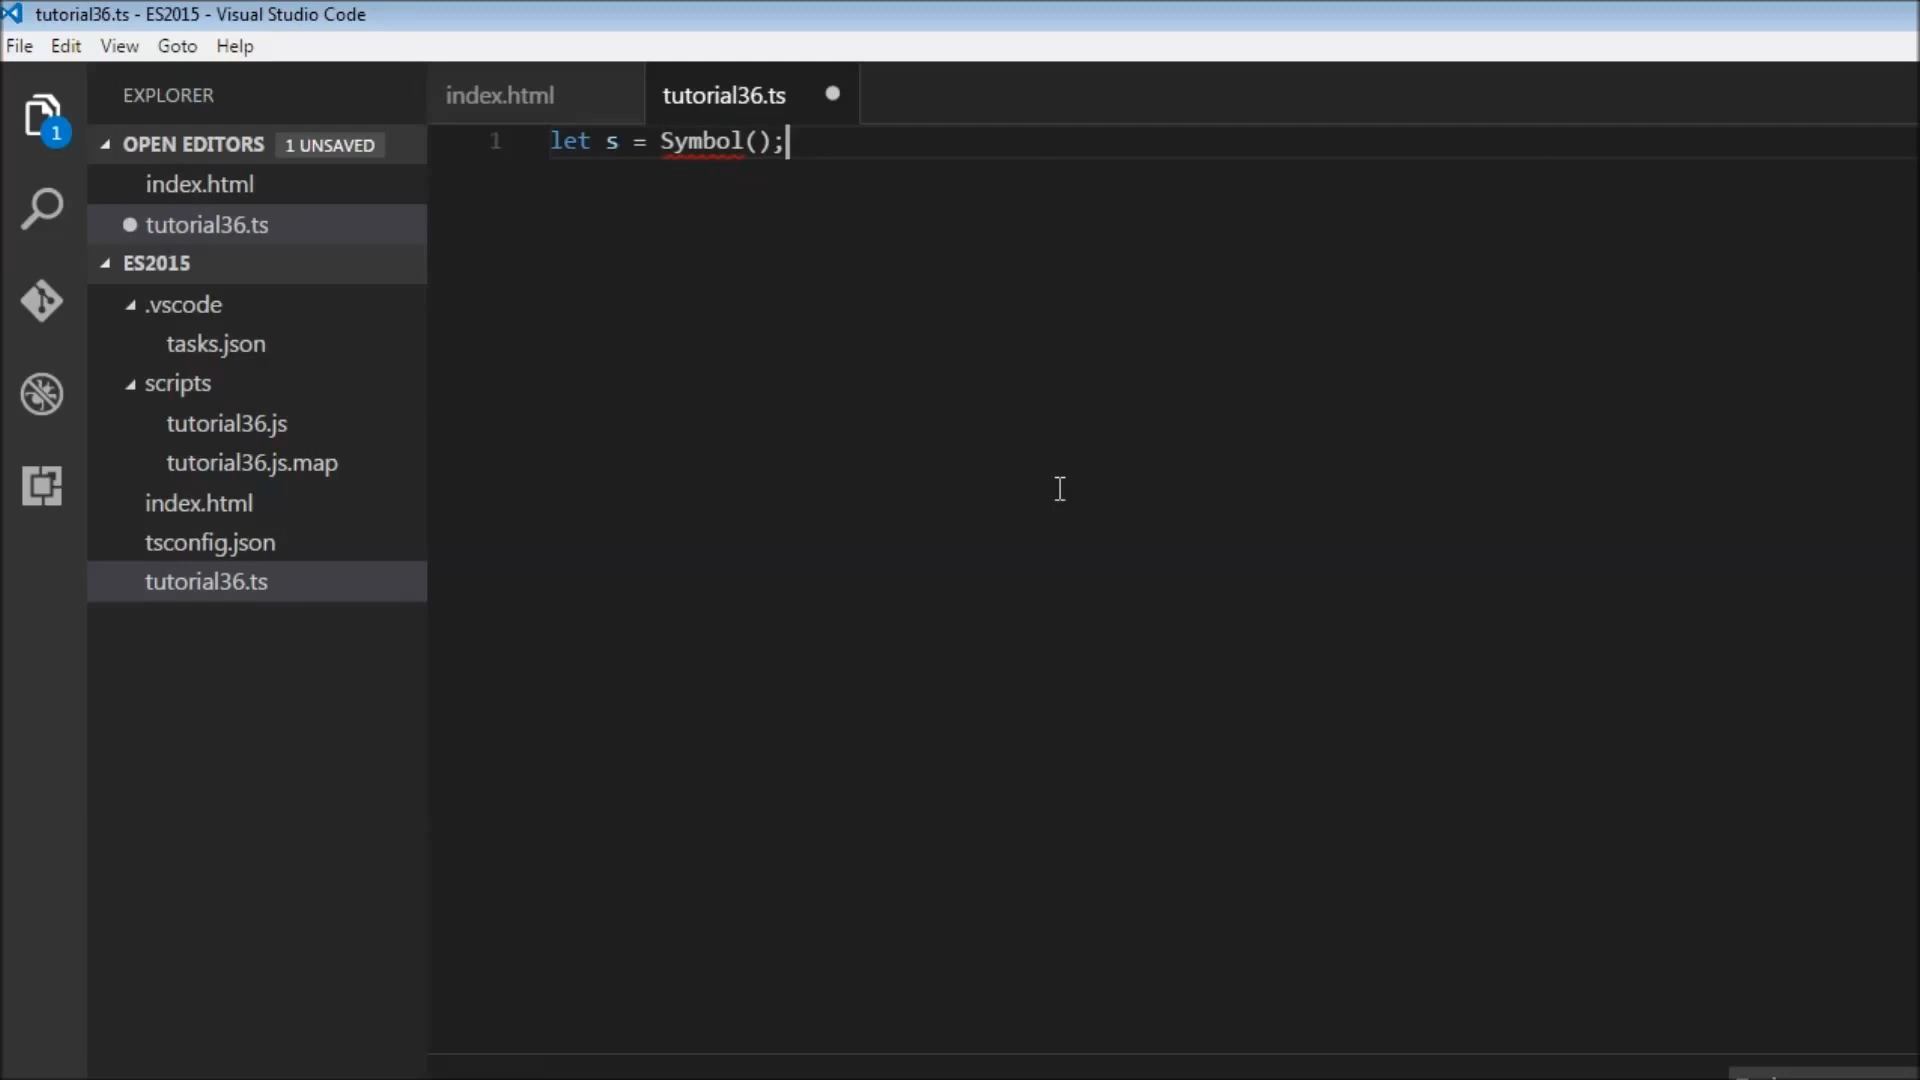 tutorial36.ts - ES2015 - Visual Studio Code
File Edit View Goto Help
EXPLORER
OPEN EDITORS 1 UNSAVED
index.html
tutorial36.ts
ES2015
.vscode
tasks.json
scripts
tutorial36.js
tutorial36.js.map
index.html
tsconfig.json
tutorial36.ts
1
index.html tutorial36.ts
1 let s = Symbol();